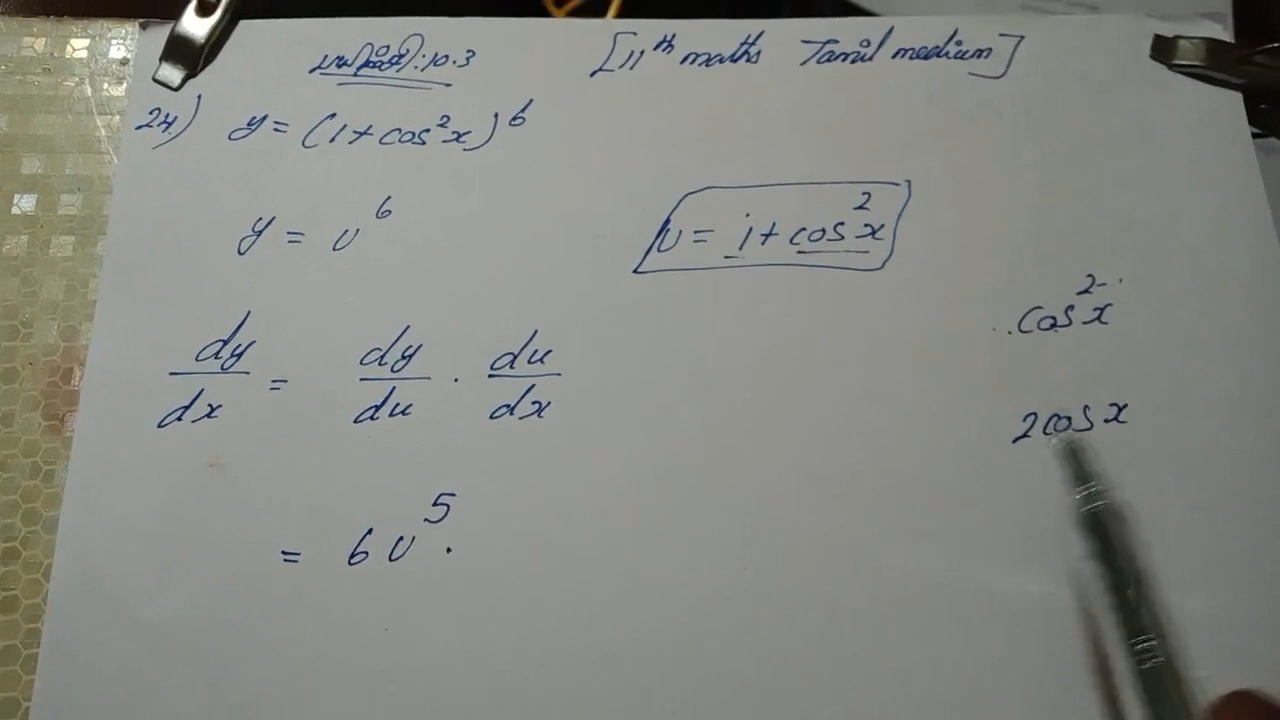 பயிற்சி: 10.3 [11th maths Tamil medium]
24.) y = (1 + cos²x)⁶
y = u⁶
u = 1 + cos²x
cos²x
dy/dx = dy/du . du/dx
2cosx
= 6u⁵.